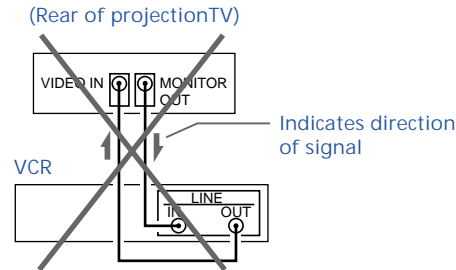 (Rear of projectionTV)
VIDEO IN
MONITOR
OUT
Indicates direction
of signal
VCR
LINE
IN
OUT